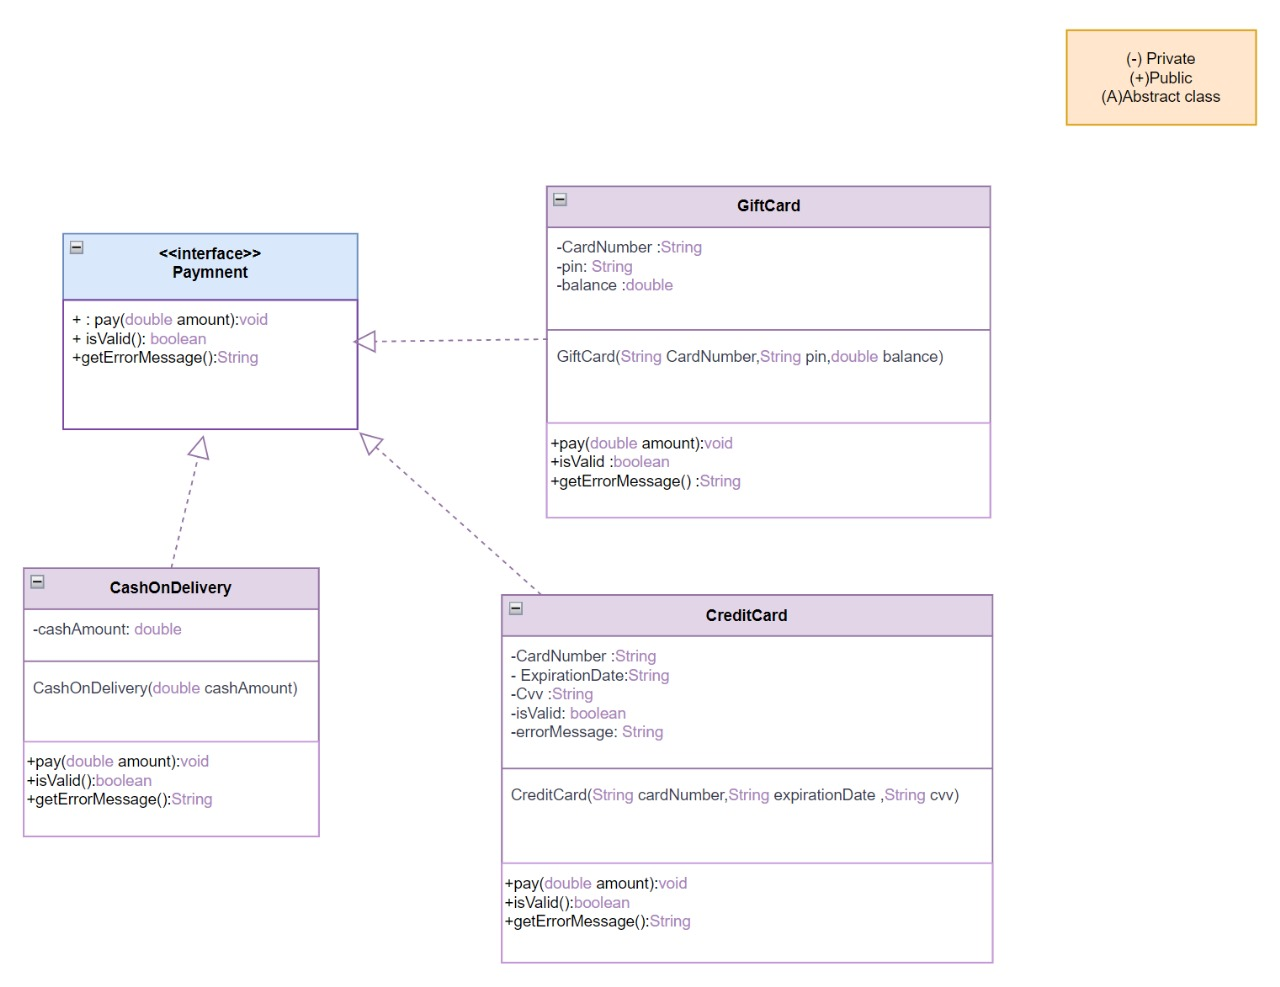 (-) Private
(+)Public
(A)Abstract class
GiftCard
-CardNumber :String
-pin: String
-balance :double
GiftCard(String CardNumber,String pin,double balance)
+pay(double amount):void
+isValid :boolean
+getErrorMessage() :String
<<interface>>
Paymnent
+ : pay(double amount):void
+ isValid(): boolean
+getErrorMessage():String
CashOnDelivery
-cashAmount: double
CashOnDelivery(double cashAmount)
+pay(double amount):void
+isValid():boolean
+getErrorMessage():String
CreditCard
-CardNumber :String
- ExpirationDate:String
-Cvv :String
-isValid: boolean
-errorMessage: String
CreditCard(String cardNumber,String expirationDate ,String cvv)
+pay(double amount):void
+isValid():boolean
+getErrorMessage():String